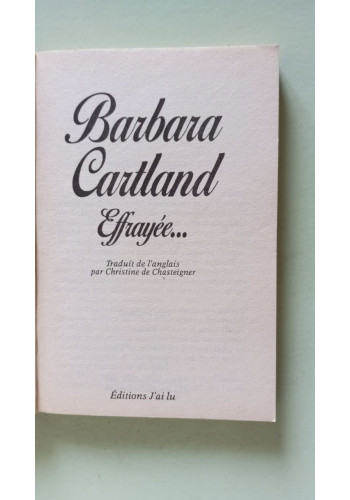 Barbara
Cartland
Effrayée...
Traduit de l'anglais
par Christine de Chasteigner
Éditions J'ai lu